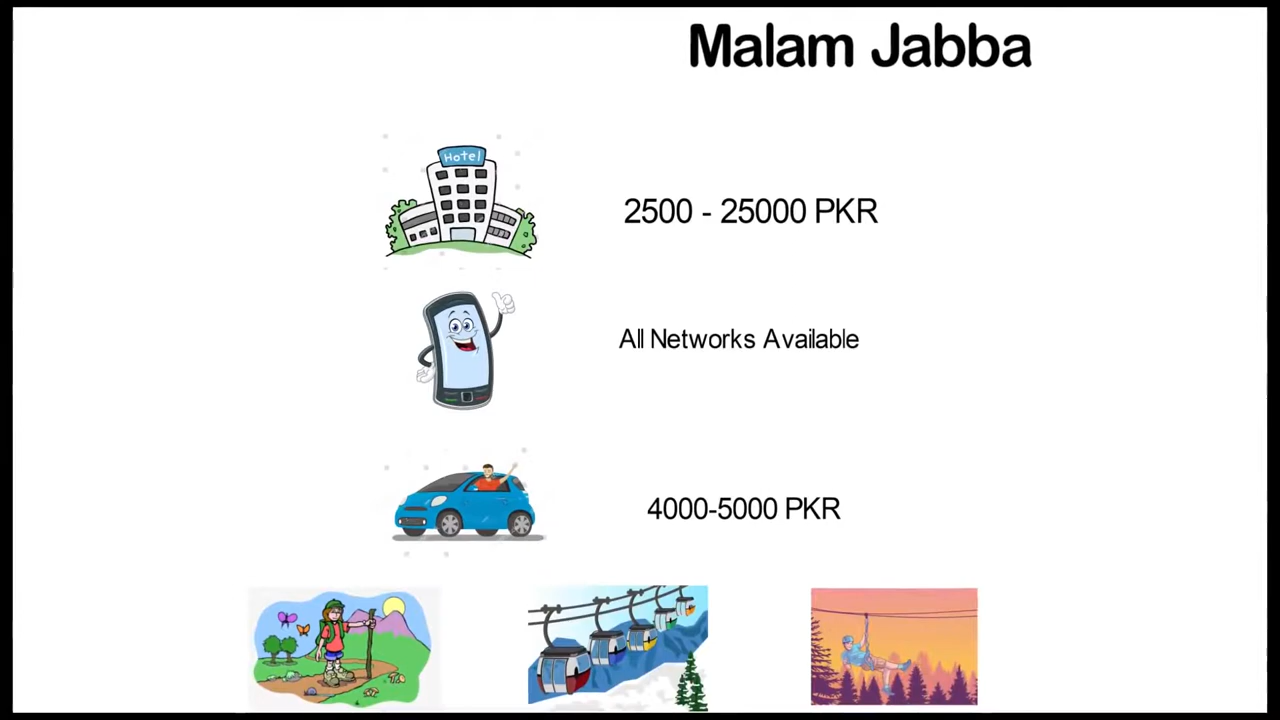 Malam Jabba
Hotel
2500 - 25000 PKR
All Networks Available
4000-5000 PKR